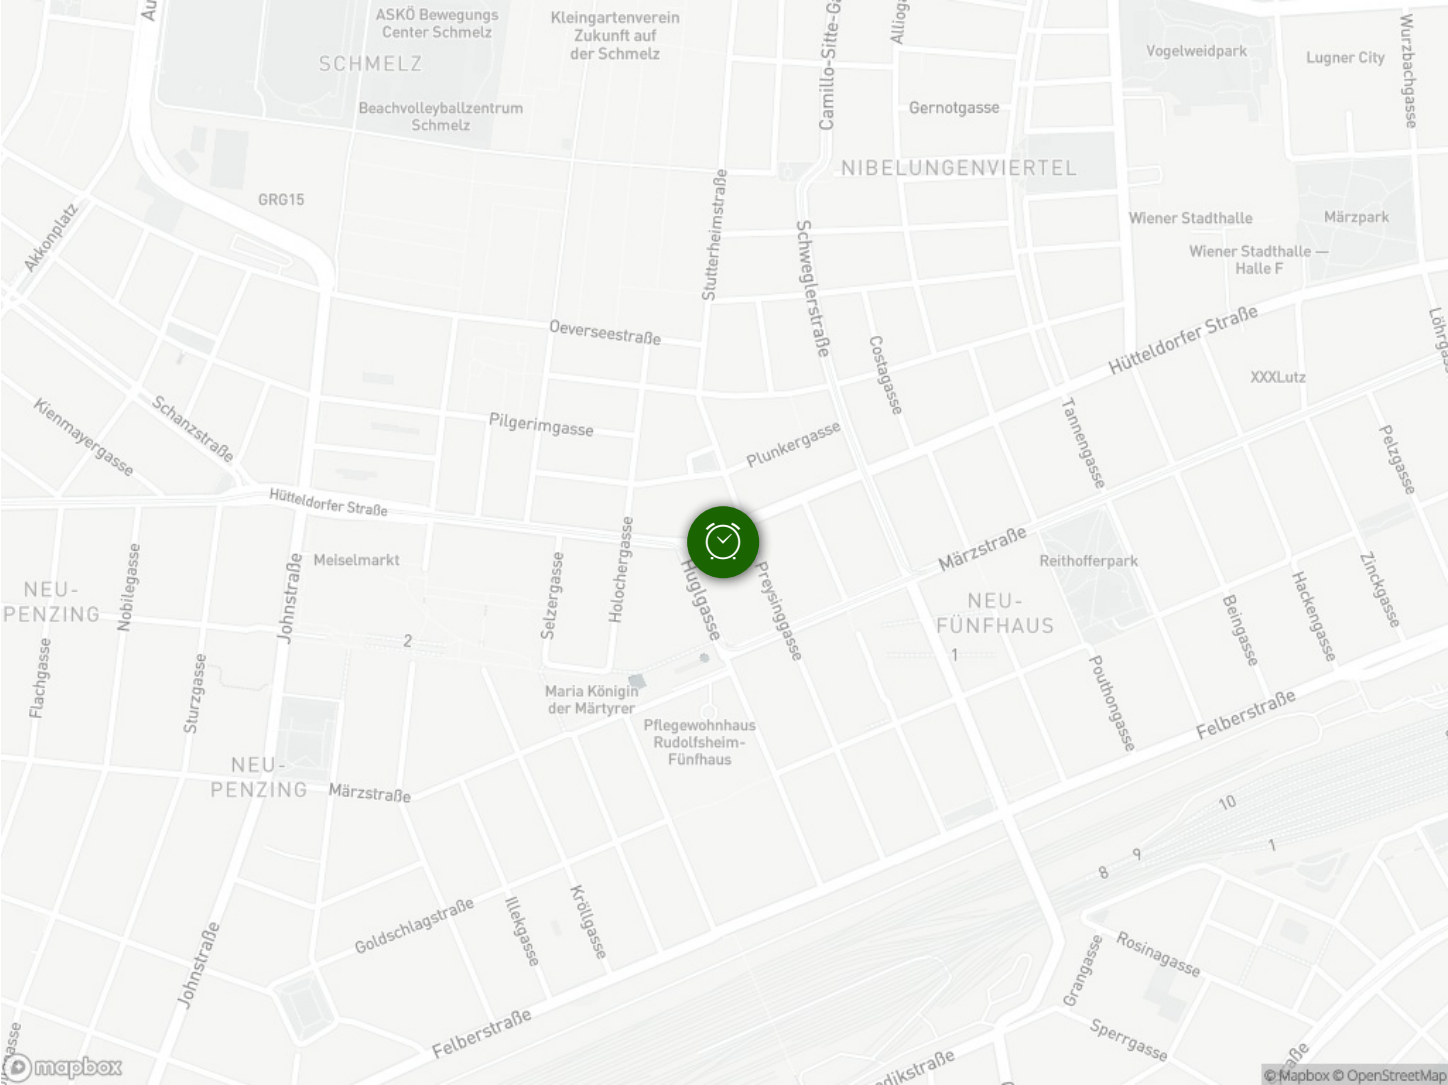 ASKÖ Bewegungs
Center Schmelz
Kleingartenverein
Zukunft auf
der Schmelz
Vogelweidpark
Lugner City
Wurzbachgasse
SCHMELZ
Camillo-Sitte-Ga
Beachvolleyballzentrum
Schmelz
Gernotgasse
NIBELUNGENVIERTEL
GRG15
Akkonplatz
Stutterheimstraße
Schweglerstraße
Wiener Stadthalle
Märzpark
Wiener Stadthalle —
Halle F
Oeverseestraße
Hütteldorfer Straße
Costagasse
XXXLutz
Kienmayergasse
Schanzstraße
Pilgerimgasse
Plunkergasse
Tannengasse
Pelzgasse
Hütteldorfer Straße
Meiselmarkt
Märzstraße
Reithofferpark
NEU-
PENZING
Nobilegasse
Johnstraße
Selzergasse
Holochergasse
Huglgasse
Preysinggasse
NEU-
FÜNFHAUS
Beingasse
Hackengasse
Zinckgasse
2
1
Flachgasse
Sturzgasse
Maria Königin
der Märtyrer
Pflegewohnhaus
Rudolfsheim-
Fünfhaus
Pouthongasse
Felberstraße
NEU-
PENZING
Märzstraße
10
9
8
1
Goldschlagstraße
Illekgasse
Kröllgasse
Johnstraße
Rosinagasse
Grangasse
Sperrgasse
Felberstraße
dikstraße
raße
gasse
mapbox
© Mapbox © OpenStreetMap